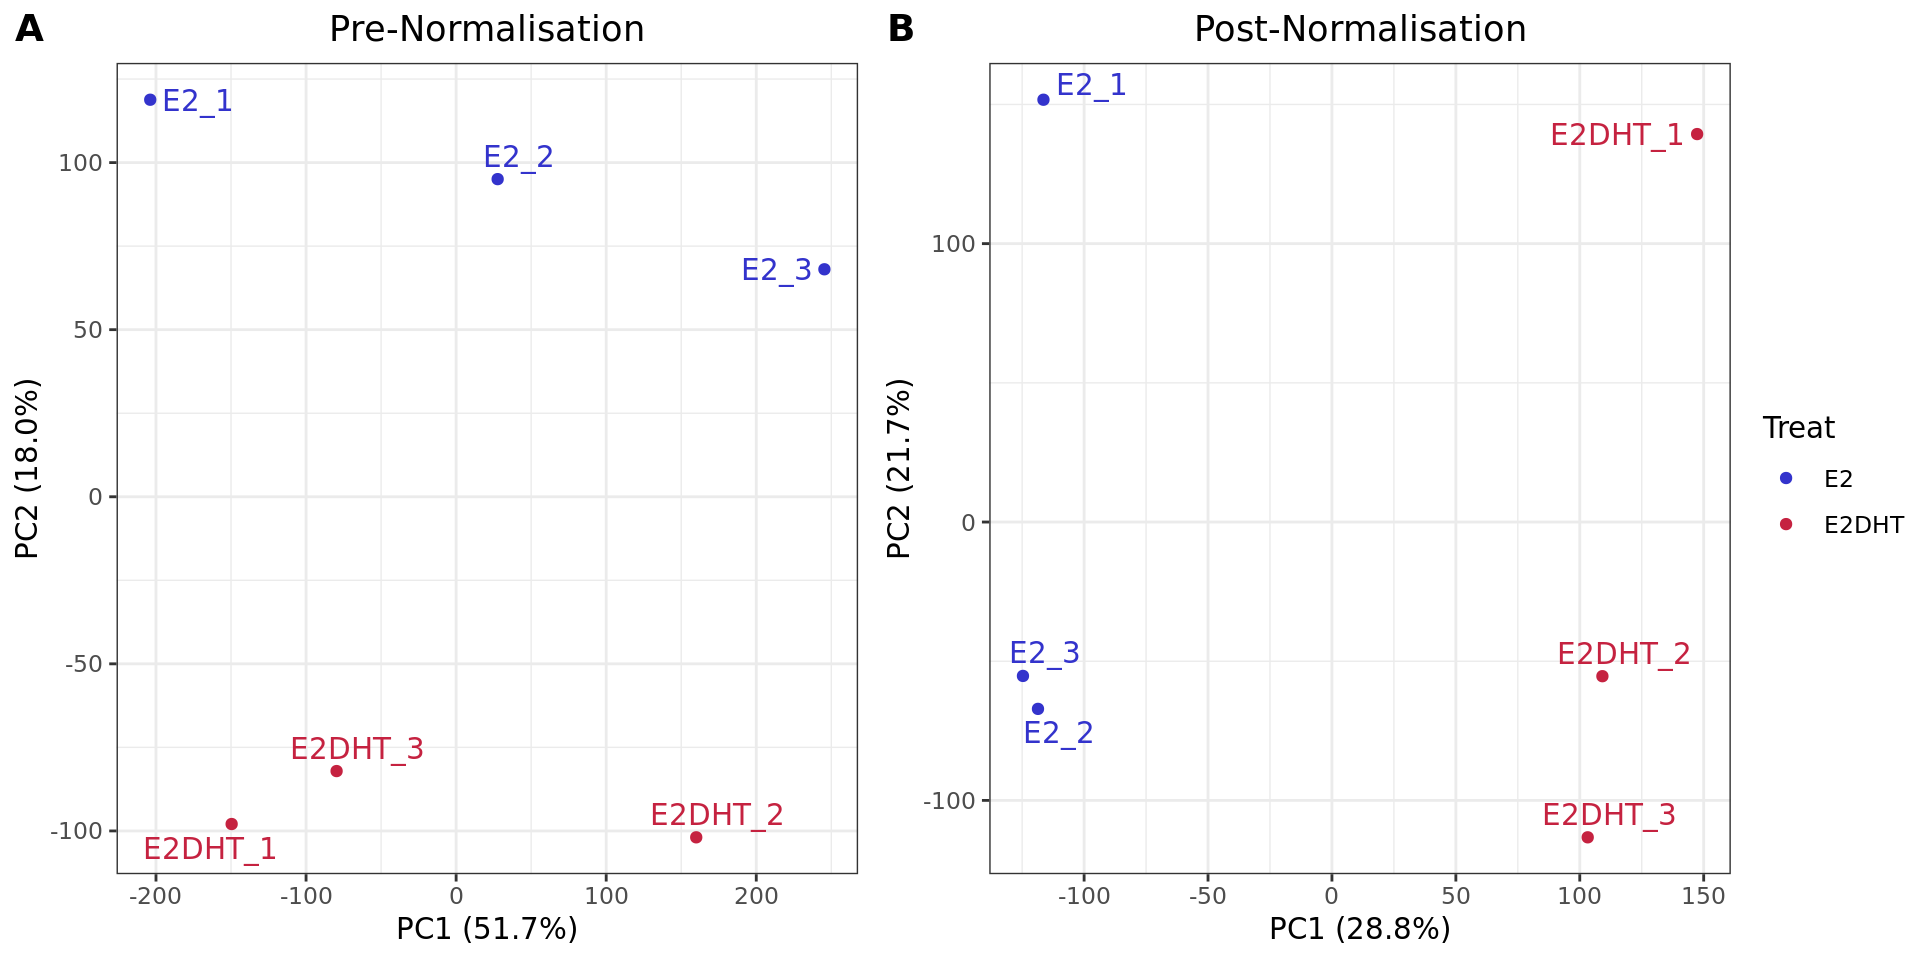 A
Pre-Normalisation
E2_1
E2_2
E2_3
E2DHT_3
E2DHT_2
E2DHT_1
100
50
0
-50
-100
-200 -100 0 100 200
PC1 (51.7%)
PC2 (18.0%)
B
Post-Normalisation
E2_1
E2DHT_1
E2_3
E2DHT_2
E2_2
E2DHT_3
100
0
-100
-100 -50 0 50 100 150
PC1 (28.8%)
PC2 (21.7%)
Treat
E2
E2DHT